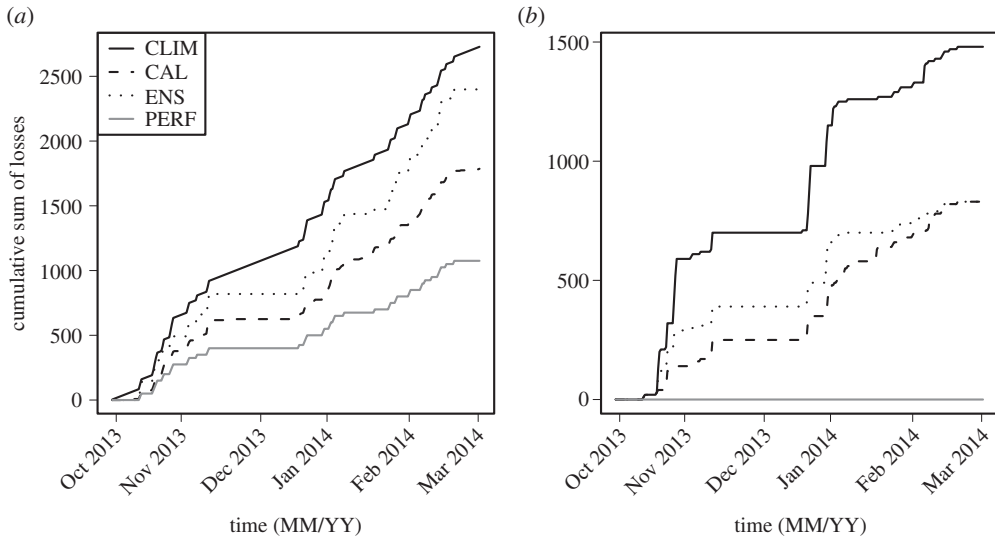 (a)
CLIM
CAL
ENS
PERF
2500
2000
1500
1000
500
0
cumulative sum of losses
Oct 2013
Nov 2013
Dec 2013
Jan 2014
Feb 2014
Mar 2014
time (MM/YY)
(b)
1500
1000
500
0
Oct 2013
Nov 2013
Dec 2013
Jan 2014
Feb 2014
Mar 2014
time (MM/YY)